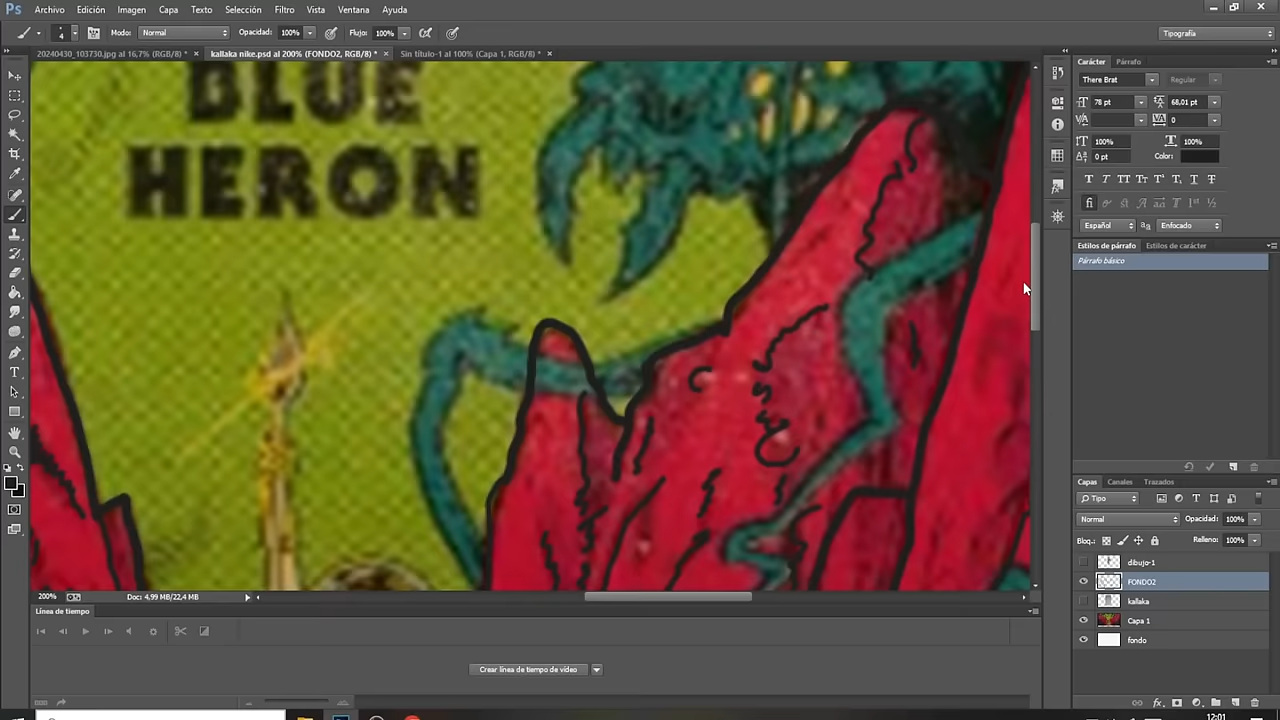 Ps Archivo Edición Imagen Capa Texto Selección Filtro Vista Ventana Ayuda
4 Modo: Normal Opacidad: 100% Flujo: 100% Tipografía
20240430_103730.jpg al 16,7% (RGB/8) * × kallaka nike.psd al 200% (FONDO2, RGB/8) * × Sin título-1 al 100% (Capa 1, RGB/8) * ×
BLUE
HERON
Carácter Párrafo
There Brat Regular
78 pt 68,01 pt
0
100% 100%
0 pt Color:
Español Enfocado
Estilos de párrafo Estilos de carácter
Párrafo básico
Capas Canales Trazados
Tipo
Normal Opacidad: 100%
Bloq.: Relleno: 100%
dibujo-1
FONDO2
kallaka
Capa 1
fondo
200% Doc: 4,99 MB/22,4 MB
Línea de tiempo
Crear línea de tiempo de vídeo
12:01